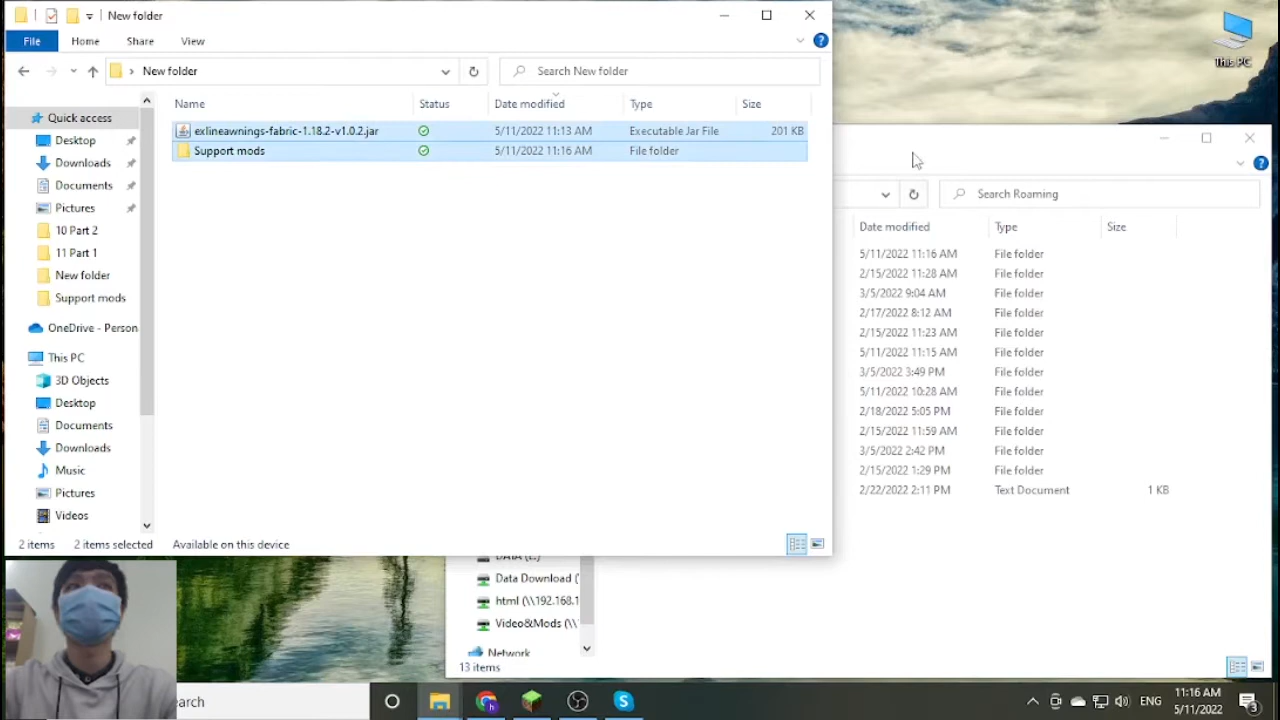 New folder
File Home Share View
New folder
Search New folder
Name Status Date modified Type Size
exlineawnings-fabric-1.18.2-v1.0.2.jar 5/11/2022 11:13 AM Executable Jar File 201 KB
Support mods 5/11/2022 11:16 AM File folder
Quick access
Desktop
Downloads
Documents
Pictures
10 Part 2
11 Part 1
New folder
Support mods
OneDrive - Person
This PC
3D Objects
Desktop
Documents
Downloads
Music
Pictures
Videos
2 items 2 items selected Available on this device
This PC
Search Roaming
Date modified Type Size
5/11/2022 11:16 AM File folder
2/15/2022 11:28 AM File folder
3/5/2022 9:04 AM File folder
2/17/2022 8:12 AM File folder
2/15/2022 11:23 AM File folder
5/11/2022 11:15 AM File folder
3/5/2022 3:49 PM File folder
5/11/2022 10:28 AM File folder
2/18/2022 5:05 PM File folder
2/15/2022 11:59 AM File folder
3/5/2022 2:42 PM File folder
2/15/2022 1:29 PM File folder
2/22/2022 2:11 PM Text Document 1 KB
Data Download ('
html (\\192.168.1
Video&Mods (\\'
Network
13 items
earch
ENG
11:16 AM
5/11/2022
3